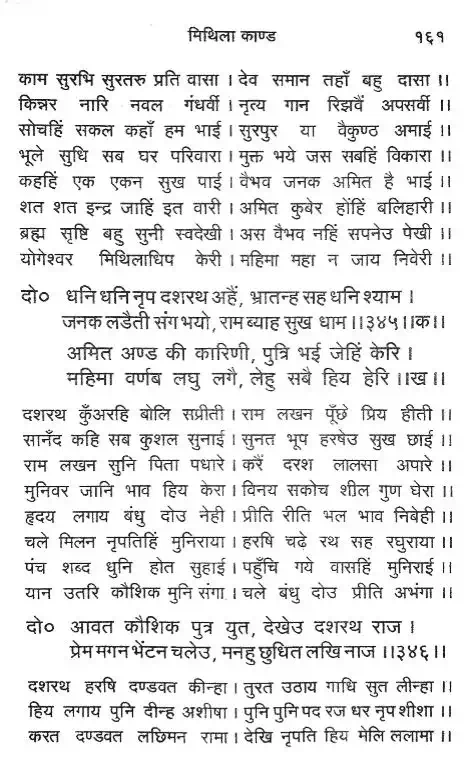 मिथिला काण्ड १६१
काम सुरभि सुरतरु प्रति वासा । देव समान तहाँ बहु दासा ।।
किन्नर नारि नवल गंधर्वी । नृत्य गान रिझवैं अपसर्वी ।।
सोचहिं सकल कहाँ हम भाई । सुरपुर या वैकुण्ठ अमाई ।।
भूले सुधि सब घर परिवारा । मुक्त भये जस सबहिं विकारा ।।
कहहिं एक एकन सुख पाई । वैभव जनक अमित है भाई ।।
शत शत इन्द्र जाहिं इत वारी । अमित कुबेर होंहिं बलिहारी ।।
ब्रह्म सृष्टि बहु सुनी स्वदेखी । अस वैभव नहिं सपनेउ पेखी ।।
योगेश्वर मिथिलाधिप केरी । महिमा महा न जाय निवेरी ।।
दो० धनि धनि नृप दशरथ अहैं, भ्रातन्ह सह धनि श्याम ।
जनक लडैती संग भयो, राम ब्याह सुख धाम ।।३४५ ।।क।
अमित अण्ड की कारिणी, पुत्रि भई जेहिं केरि ।
महिमा वर्णब लघु लगै, लेहु सबै हिय हेरि ।।ख।।
दशरथ कुँअरहि बोलि सप्रीती । राम लखन पूँछे प्रिय हीती ।।
सानँद कहि सब कुशल सुनाई । सुनत भूप हरषेउ सुख छाई ।।
राम लखन सुनि पिता पधारे । करैं दरश लालसा अपारे ।।
मुनिवर जानि भाव हिय केरा । विनय सकोच शील गुण घेरा ।।
हृदय लगाय बंधु दोउ नेही । प्रीति रीति भल भाव निबेही ।।
चले मिलन नृपतिहिं मुनिराया । हरषि चढ़े रथ सह रघुराया ।।
पंच शब्द धुनि होत सुहाई । पहुँचि गये वासहिं मुनिराई ।।
यान उतरि कौशिक मुनि संगा । चले बंधु दोउ प्रीति अभंगा ।।
दो० आवत कौशिक पुत्र युत, देखेउ दशरथ राज ।
प्रेम मगन भेंटन चलेउ, मनहु छुधित लखि नाज ।।३४६।।
दशरथ हरषि दण्डवत कीन्हा । तुरत उठाय गाधि सुत लीन्हा ।।
हिय लगाय पुनि दीन्ह अशीषा । पुनि पुनि पद रज धर नृप शीशा ।।
करत दण्डवत लछिमन रामा । देखि नृपति हिय मेलि ललामा ।।